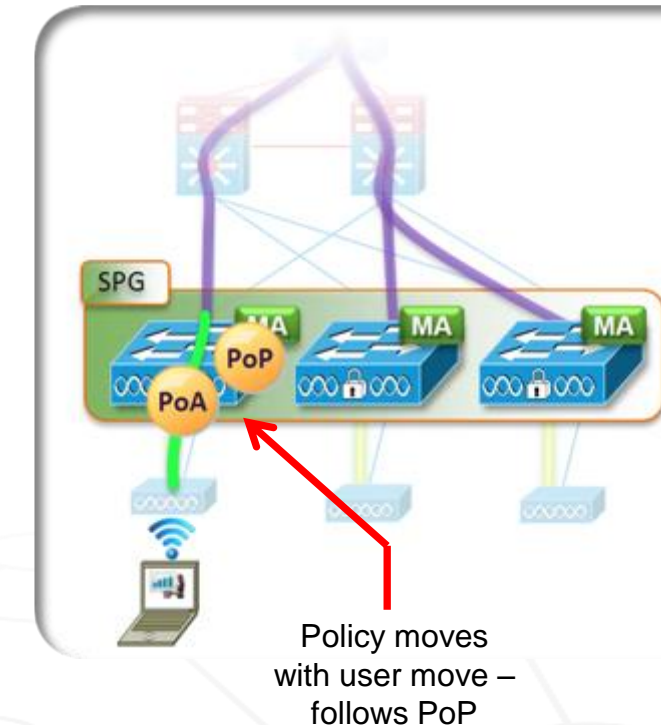 SPG
MA
MA
MA
PoP
PoA
Policy moves
with user move –
follows PoP